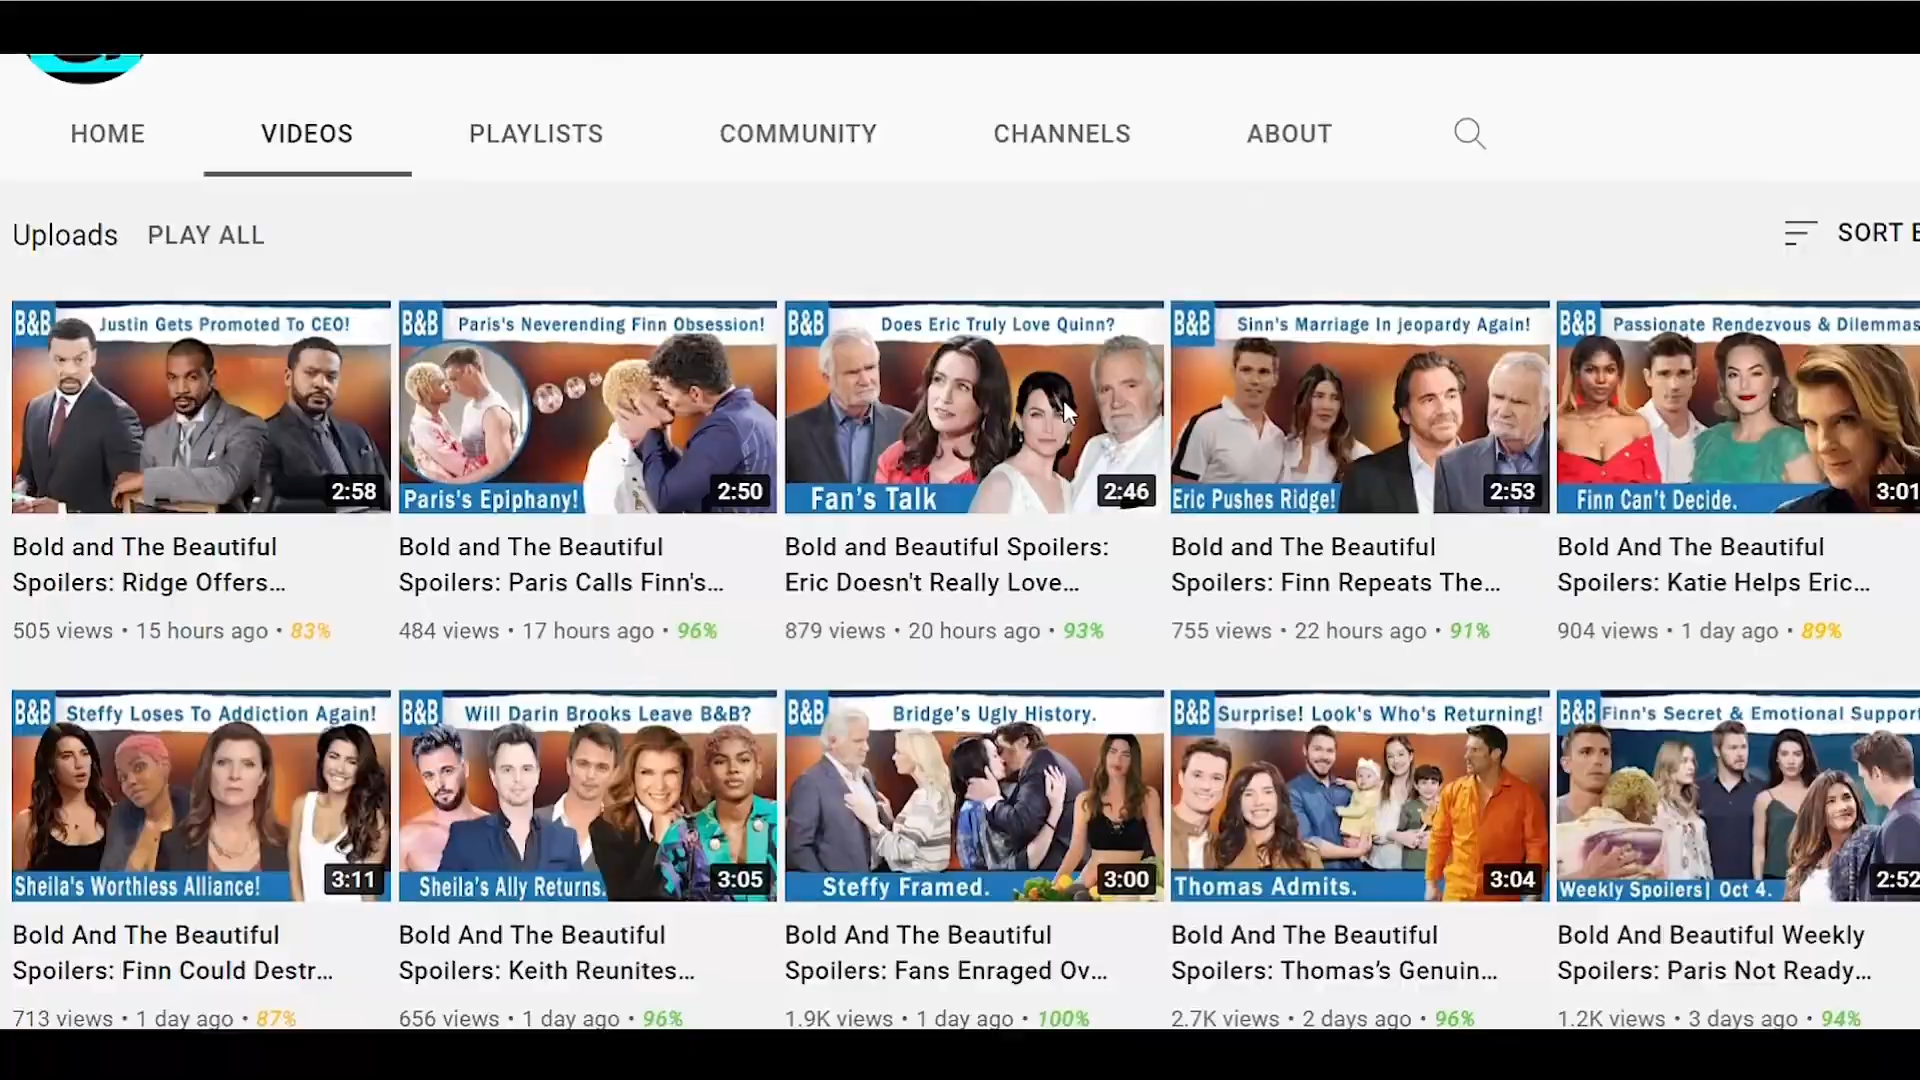 HOME VIDEOS PLAYLISTS COMMUNITY CHANNELS ABOUT
Uploads PLAY ALL
SORT B
B&B Justin Gets Promoted To CEO!
2:58
B&B Paris's Neverending Finn Obsession!
Paris's Epiphany!
2:50
B&B Does Eric Truly Love Quinn?
Fan's Talk
2:46
B&B Sinn's Marriage In jeopardy Again!
Eric Pushes Ridge!
2:53
B&B Passionate Rendezvous & Dilemmas
Finn Can't Decide.
3:01
Bold and The Beautiful
Spoilers: Ridge Offers...
505 views • 15 hours ago • 83%
Bold and The Beautiful
Spoilers: Paris Calls Finn's...
484 views • 17 hours ago • 96%
Bold and Beautiful Spoilers:
Eric Doesn't Really Love...
879 views • 20 hours ago • 93%
Bold and The Beautiful
Spoilers: Finn Repeats The...
755 views • 22 hours ago • 91%
Bold And The Beautiful
Spoilers: Katie Helps Eric...
904 views • 1 day ago • 89%
B&B Steffy Loses To Addiction Again!
Sheila's Worthless Alliance!
3:11
B&B Will Darin Brooks Leave B&B?
Sheila's Ally Returns.
3:05
B&B Bridge's Ugly History.
Steffy Framed.
3:00
B&B Surprise! Look's Who's Returning!
Thomas Admits.
3:04
B&B Finn's Secret & Emotional Support
Weekly Spoilers| Oct 4.
2:52
Bold And The Beautiful
Spoilers: Finn Could Destr...
713 views • 1 day ago • 87%
Bold And The Beautiful
Spoilers: Keith Reunites...
656 views • 1 day ago • 96%
Bold And The Beautiful
Spoilers: Fans Enraged Ov...
1.9K views • 1 day ago • 100%
Bold And The Beautiful
Spoilers: Thomas's Genuin...
2.7K views • 2 days ago • 96%
Bold And Beautiful Weekly
Spoilers: Paris Not Ready...
1.2K views • 3 days ago • 94%